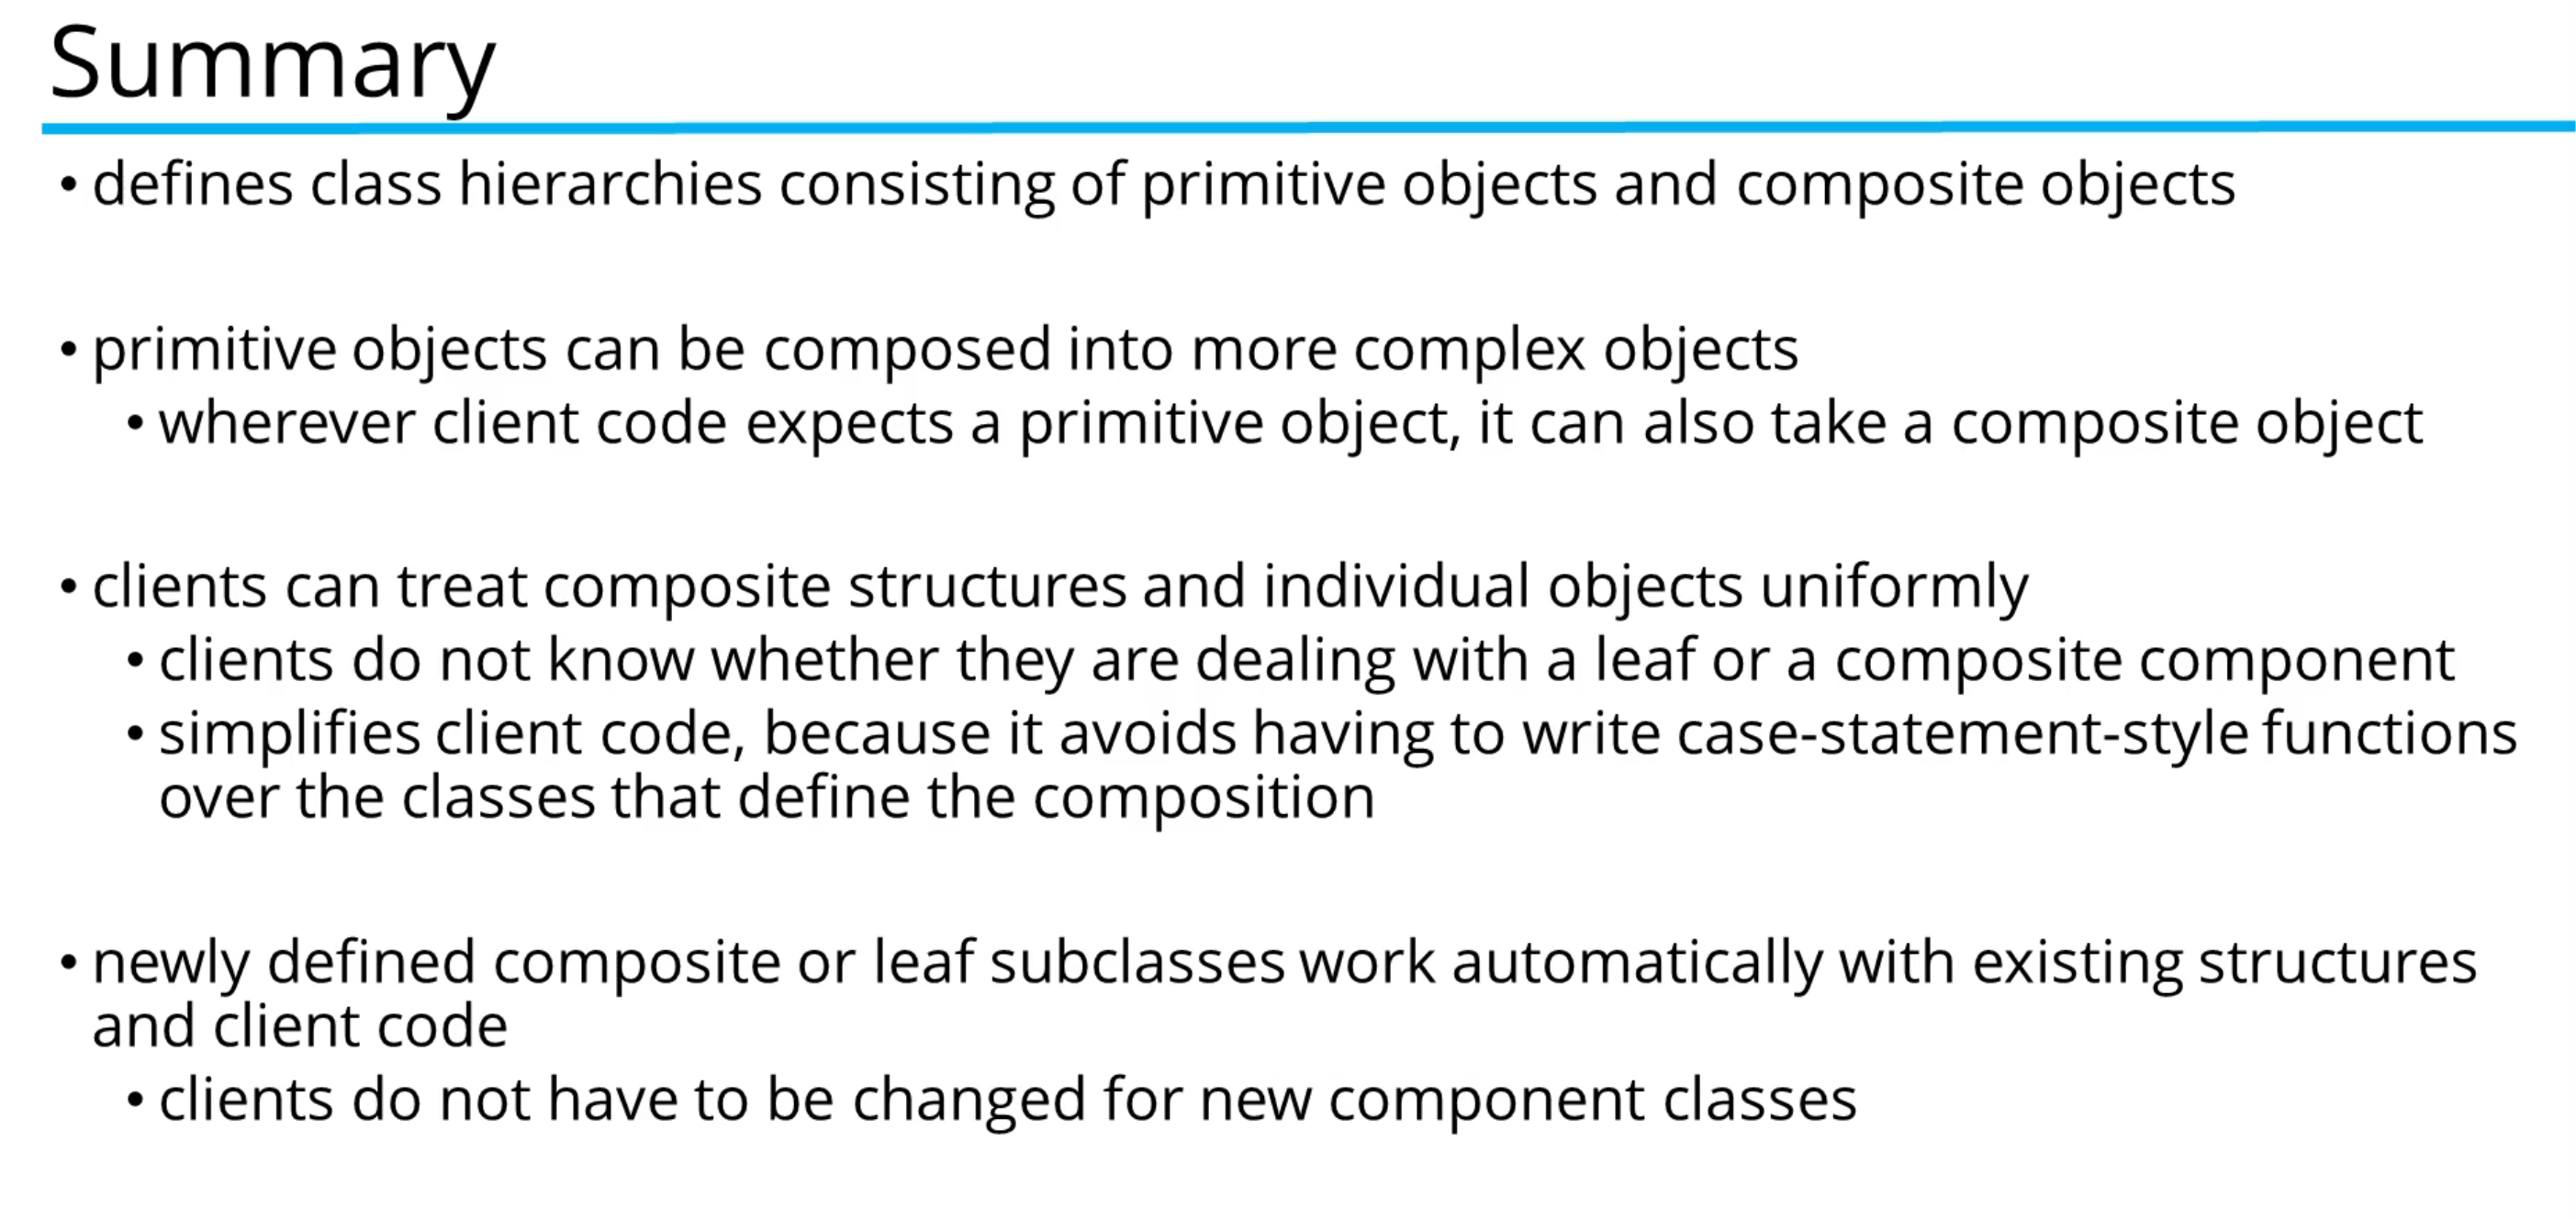 Summary
• defines class hierarchies consisting of primitive objects and composite objects
• primitive objects can be composed into more complex objects
• wherever client code expects a primitive object, it can also take a composite object
• clients can treat composite structures and individual objects uniformly
• clients do not know whether they are dealing with a leaf or a composite component
• simplifies client code, because it avoids having to write case-statement-style functions
over the classes that define the composition
• newly defined composite or leaf subclasses work automatically with existing structures
and client code
• clients do not have to be changed for new component classes